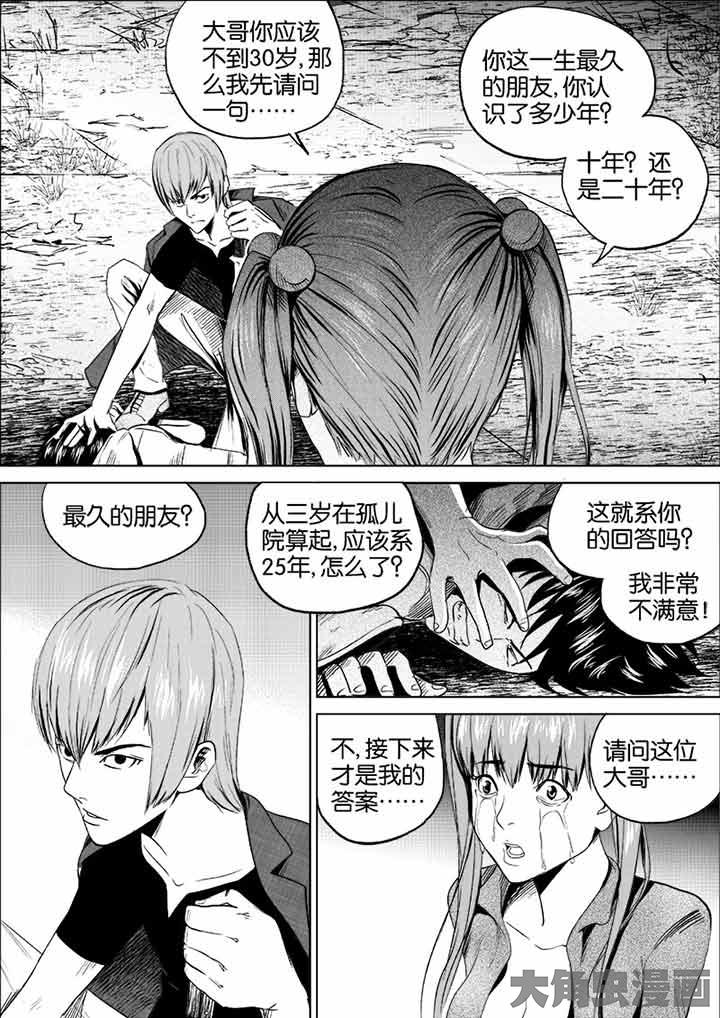 大哥你应该
不到30岁,那
么我先请问
一句……
你这一生最久
的朋友,你认
识了多少年?
十年?还
是二十年?
最久的朋友?
从三岁在孤儿
院算起,应该系
25年,怎么了?
这就系你
的回答吗?
我非常
不满意!
不,接下来
才是我的
答案……
请问这位
大哥……
大角虫漫画